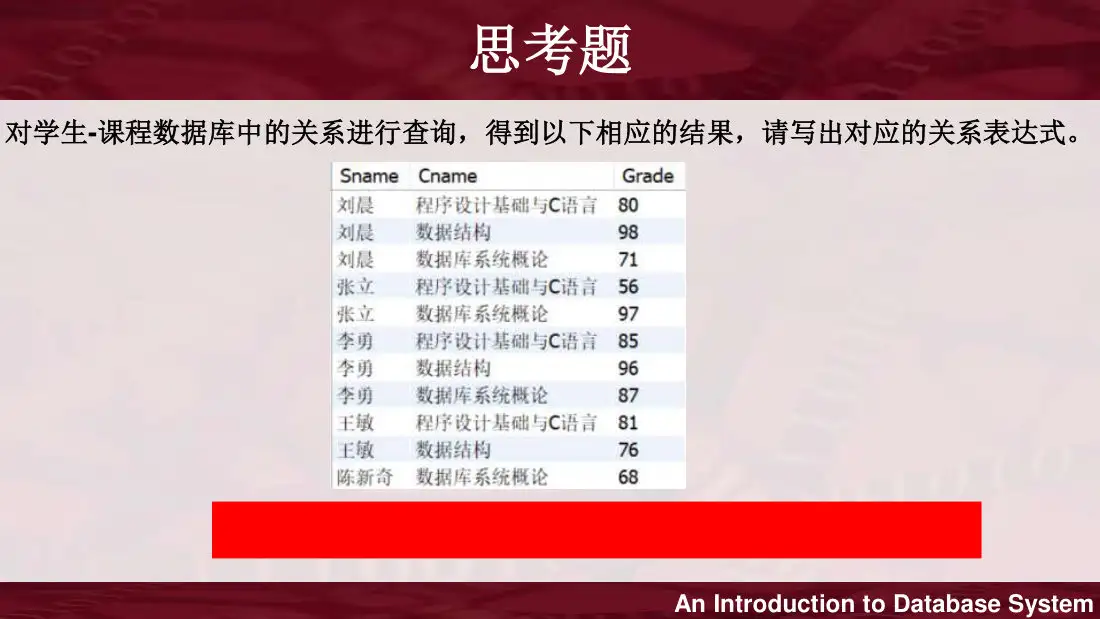 思考题
对学生-课程数据库中的关系进行查询，得到以下相应的结果，请写出对应的关系表达式。
Sname Cname Grade
刘晨 程序设计基础与C语言 80
刘晨 数据结构 98
刘晨 数据库系统概论 71
张立 程序设计基础与C语言 56
张立 数据库系统概论 97
李勇 程序设计基础与C语言 85
李勇 数据结构 96
李勇 数据库系统概论 87
王敏 程序设计基础与C语言 81
王敏 数据结构 76
陈新奇 数据库系统概论 68
An Introduction to Database System